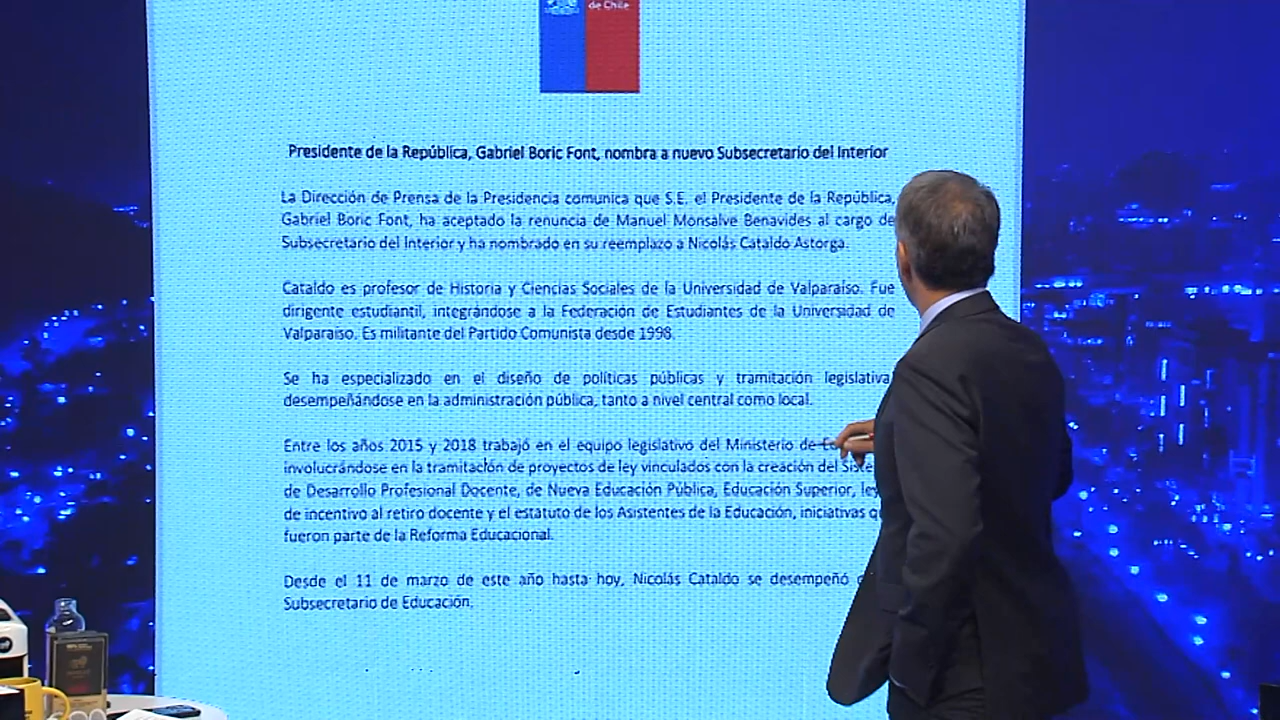 de Chile
Presidente de la República, Gabriel Boric Font, nombra a nuevo Subsecretario del Interior
La Dirección de Prensa de la Presidencia comunica que S.E. el Presidente de la República,
Gabriel Boric Font, ha aceptado la renuncia de Manuel Monsalve Benavides al cargo de
Subsecretario del Interior y ha nombrado en su reemplazo a Nicolás Cataldo Astorga.
Cataldo es profesor de Historia y Ciencias Sociales de la Universidad de Valparaíso. Fue
dirigente estudiantil, integrándose a la Federación de Estudiantes de la Universidad de
Valparaíso. Es militante del Partido Comunista desde 1998.
Se ha especializado en el diseño de políticas públicas y tramitación legislativa
desempeñándose en la administración pública, tanto a nivel central como local.
Entre los años 2015 y 2018 trabajó en el equipo legislativo del Ministerio de
involucrándose en la tramitación de proyectos de ley vinculados con la creación del
de Desarrollo Profesional Docente, de Nueva Educación Pública, Educación Superior,
de incentivo al retiro docente y el estatuto de los Asistentes de la Educación, iniciativas
fueron parte de la Reforma Educacional.
Desde el 11 de marzo de este año hasta hoy, Nicolás Cataldo se desempeñó
Subsecretario de Educación.